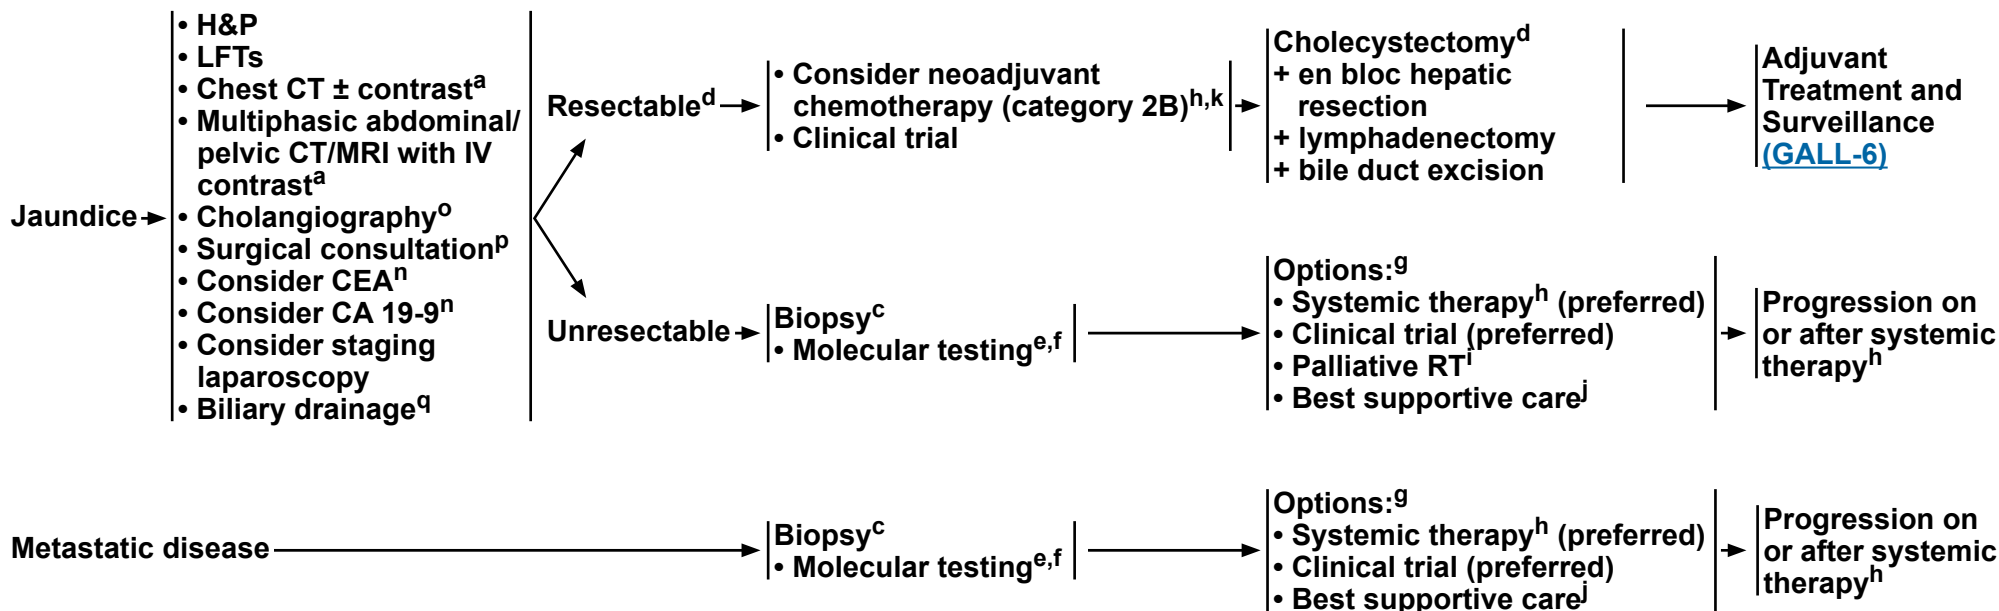 Jaundice
• H&P
• LFTs
• Chest CT ± contrastᵃ
• Multiphasic abdominal/
pelvic CT/MRI with IV
contrastᵃ
• Cholangiographyᵒ
• Surgical consultationᵖ
• Consider CEAⁿ
• Consider CA 19-9ⁿ
• Consider staging
laparoscopy
• Biliary drainage^q
Resectableᵈ
• Consider neoadjuvant
chemotherapy (category 2B)ʰ,ᵏ
• Clinical trial
Cholecystectomyᵈ
+ en bloc hepatic
resection
+ lymphadenectomy
+ bile duct excision
Adjuvant
Treatment and
Surveillance
(GALL-6)
Unresectable
Biopsyᶜ
• Molecular testingᵉ,ᶠ
Options:ᵍ
• Systemic therapyʰ (preferred)
• Clinical trial (preferred)
• Palliative RTⁱ
• Best supportive careʲ
Progression on
or after systemic
therapyʰ
Metastatic disease
Biopsyᶜ
• Molecular testingᵉ,ᶠ
Options:ᵍ
• Systemic therapyʰ (preferred)
• Clinical trial (preferred)
• Best supportive careʲ
Progression on
or after systemic
therapyʰ